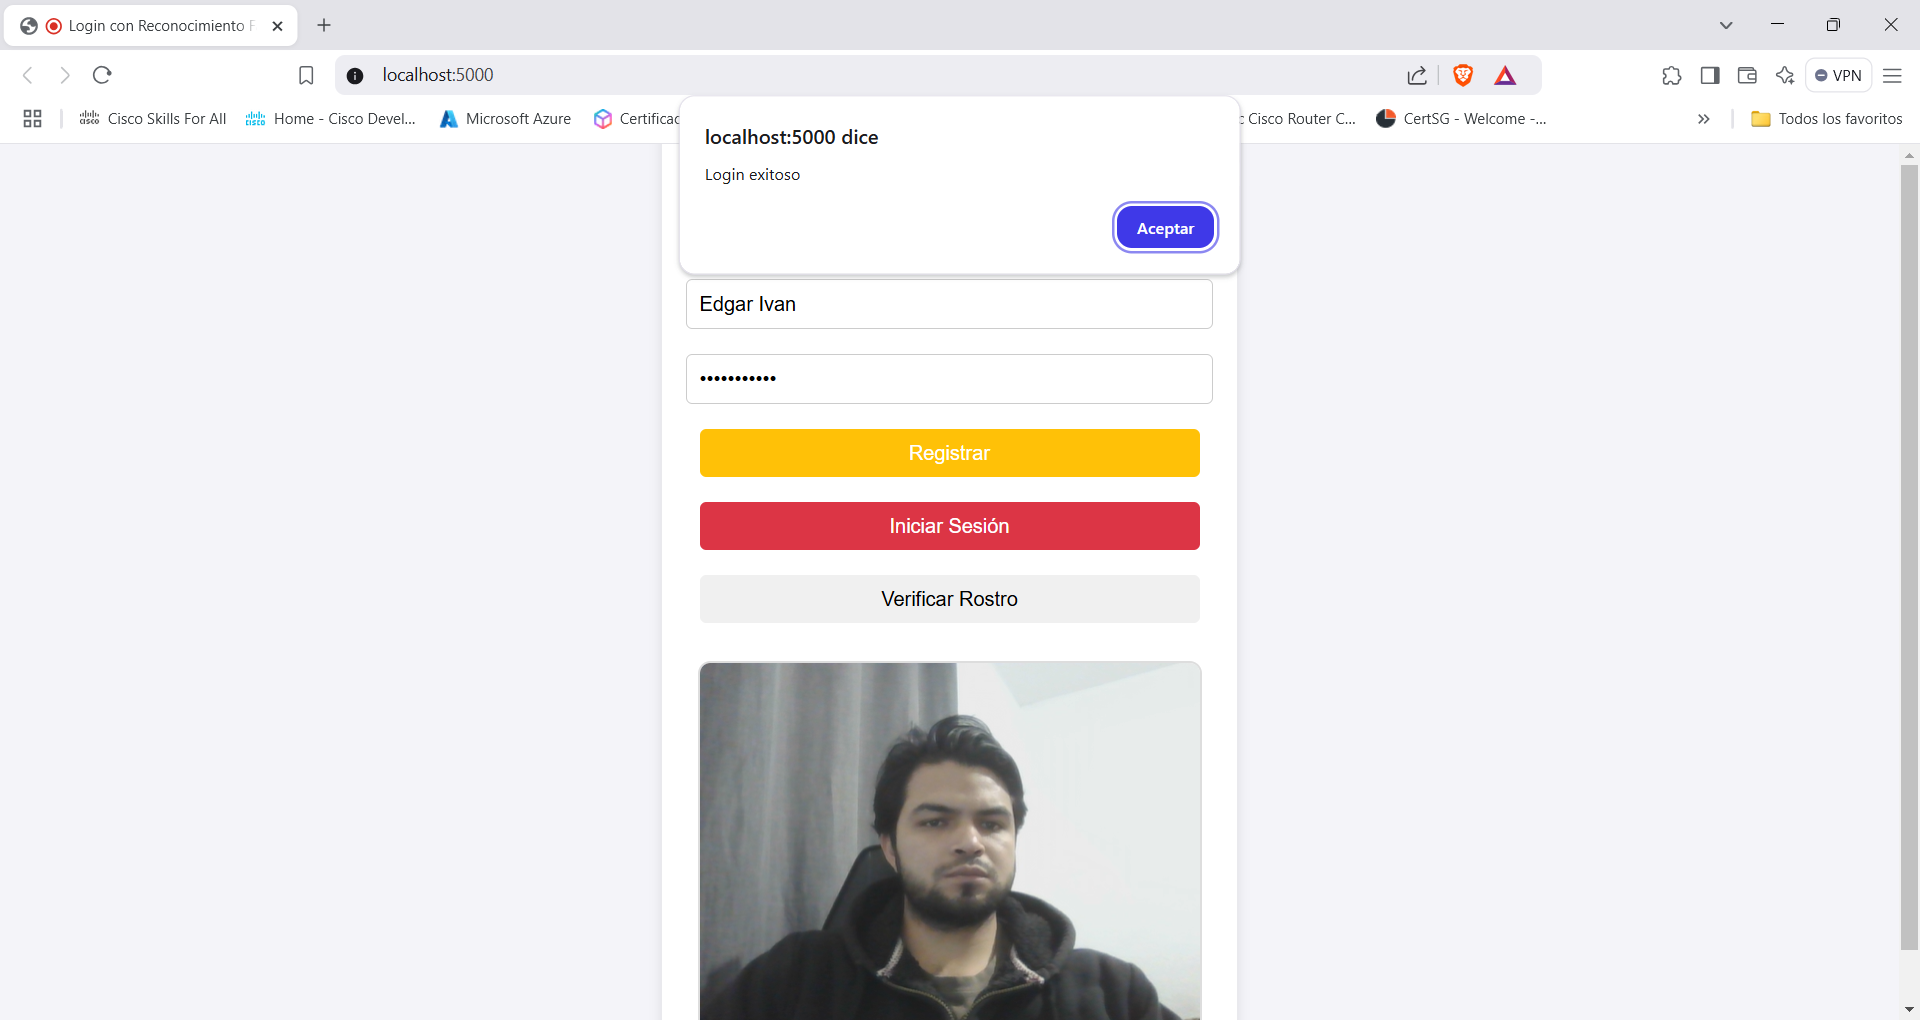 Login con Reconocimiento F
localhost:5000
VPN
Cisco Skills For All
Home - Cisco Devel...
Microsoft Azure
Certificac
: Cisco Router C...
CertSG - Welcome -...
Todos los favoritos
localhost:5000 dice
Login exitoso
Aceptar
Edgar Ivan
•••••••••••
Registrar
Iniciar Sesión
Verificar Rostro